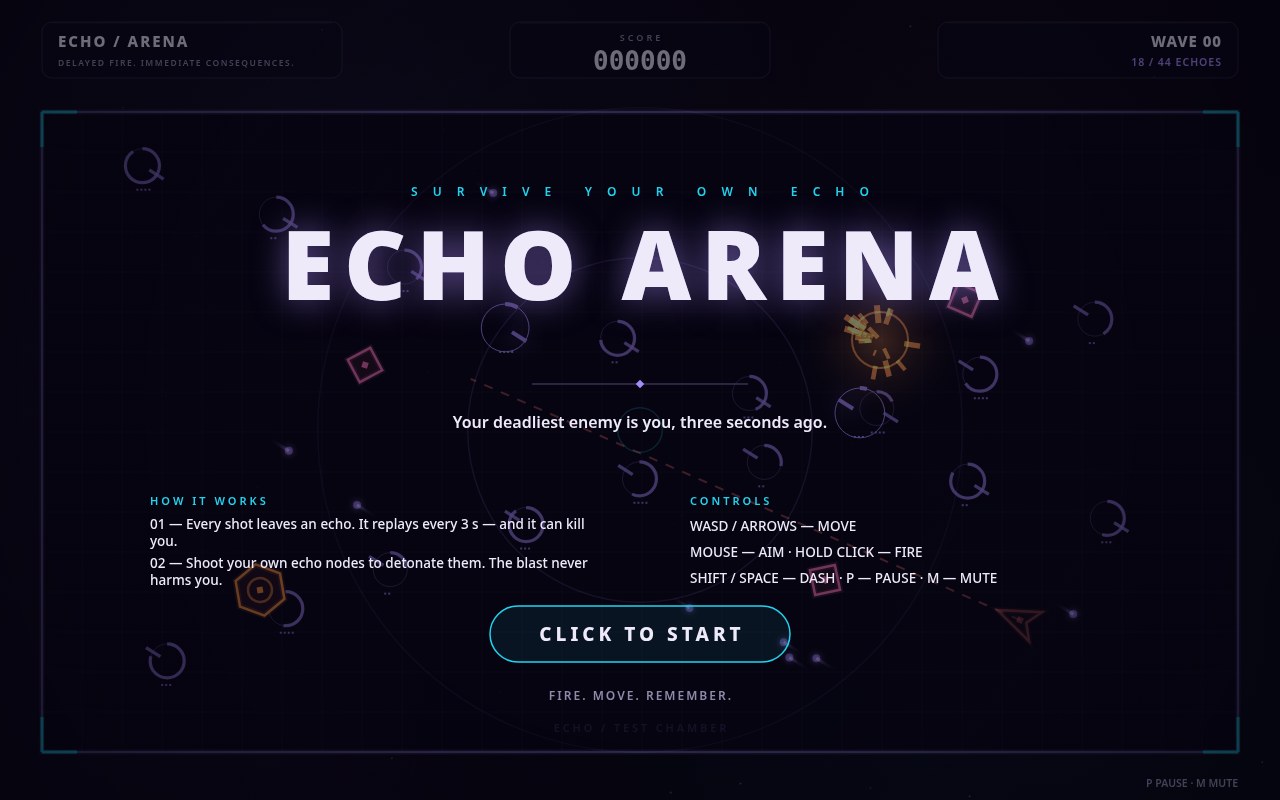 ECHO / ARENA
DELAYED FIRE. IMMEDIATE CONSEQUENCES.
SCORE
000000
WAVE 00
18 / 44 ECHOES
SURVIVE YOUR OWN ECHO
ECHO ARENA
Your deadliest enemy is you, three seconds ago.
HOW IT WORKS
01 — Every shot leaves an echo. It replays every 3 s — and it can kill
you.
02 — Shoot your own echo nodes to detonate them. The blast never
harms you.
CONTROLS
WASD / ARROWS — MOVE
MOUSE — AIM · HOLD CLICK — FIRE
SHIFT / SPACE — DASH · P — PAUSE · M — MUTE
CLICK TO START
FIRE. MOVE. REMEMBER.
ECHO / TEST CHAMBER
P PAUSE · M MUTE